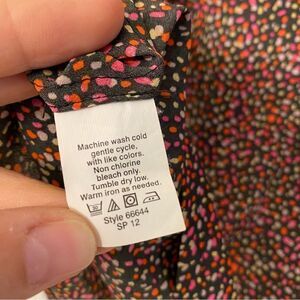 Machine wash cold
gentle cycle,
with like colors.
Non chlorine
bleach only.
Tumble dry low.
Warm iron as needed.
Style 66644
SP 12